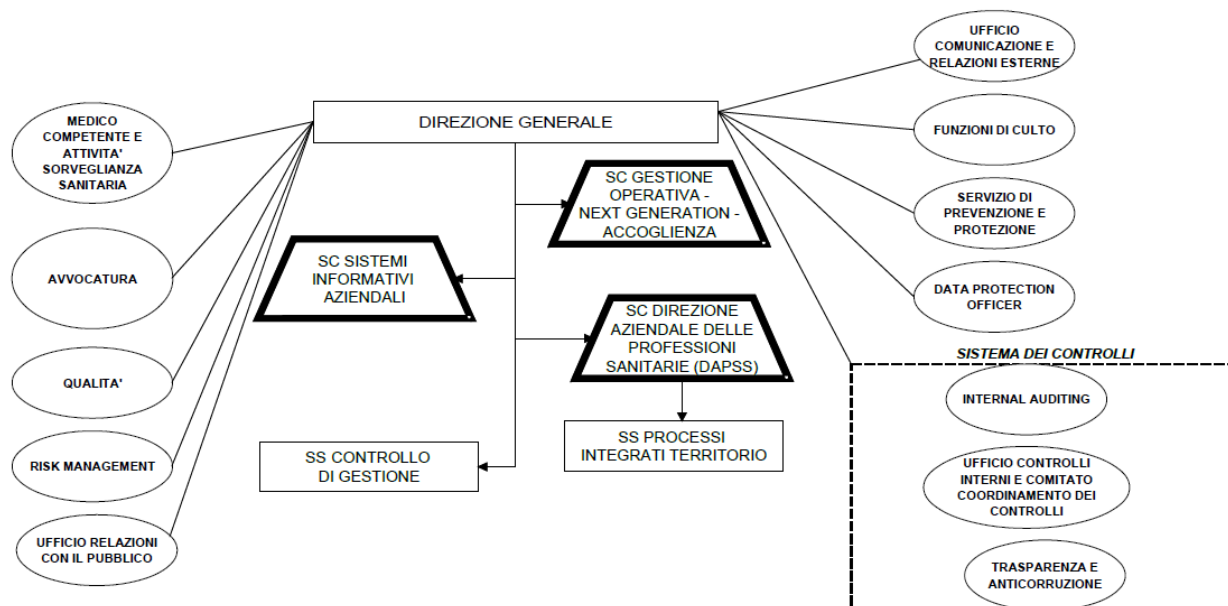 UFFICIO
COMUNICAZIONE E
RELAZIONI ESTERNE
MEDICO
COMPETENTE E
ATTIVITA'
SORVEGLIANZA
SANITARIA
DIREZIONE GENERALE
FUNZIONI DI CULTO
SC GESTIONE
OPERATIVA -
NEXT GENERATION -
ACCOGLIENZA
SERVIZIO DI
PREVENZIONE E
PROTEZIONE
AVVOCATURA
SC SISTEMI
INFORMATIVI
AZIENDALI
DATA PROTECTION
OFFICER
SC DIREZIONE
AZIENDALE DELLE
PROFESSIONI
SANITARIE (DAPSS)
SISTEMA DEI CONTROLLI
QUALITA'
INTERNAL AUDITING
RISK MANAGEMENT
SS CONTROLLO
DI GESTIONE
SS PROCESSI
INTEGRATI TERRITORIO
UFFICIO CONTROLLI
INTERNI E COMITATO
COORDINAMENTO DEI
CONTROLLI
UFFICIO RELAZIONI
CON IL PUBBLICO
TRASPARENZA E
ANTICORRUZIONE